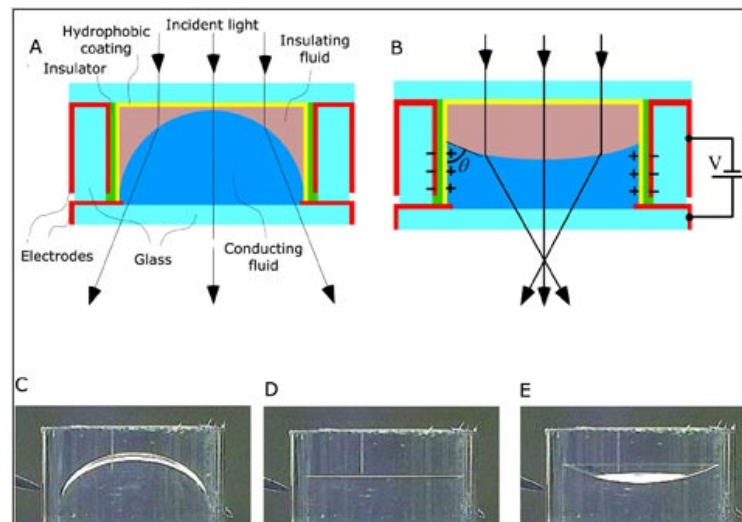 A
Hydrophobic
coating
Insulator
Incident light
Insulating
fluid
Electrodes
Glass
Conducting
fluid
B
θ
+ + +
- - -
+ + +
- - -
V
C
D
E